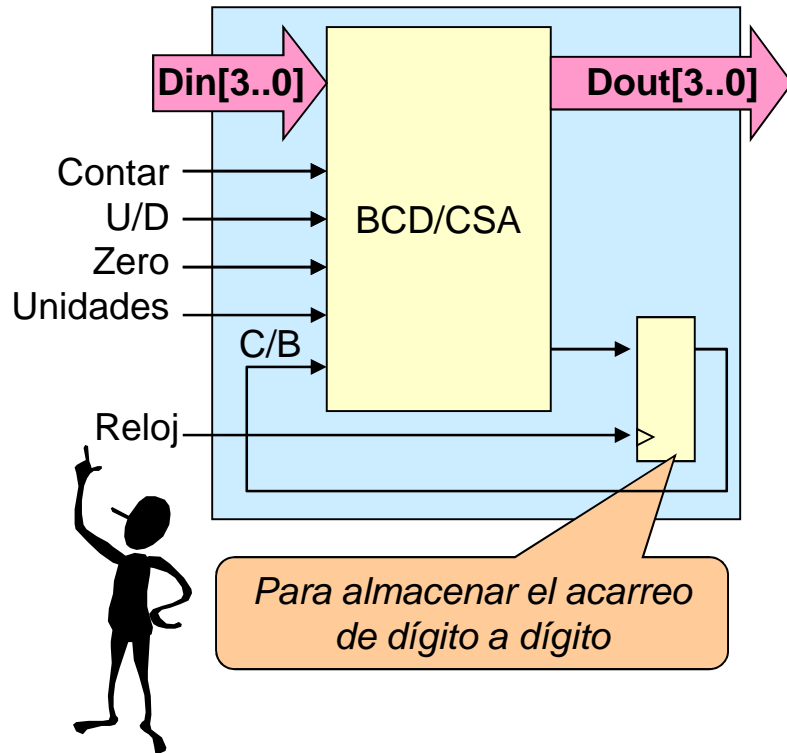 Din[3..0]
Dout[3..0]
Contar
U/D
BCD/CSA
Zero
Unidades
C/B
Reloj
Para almacenar el acarreo
de dígito a dígito